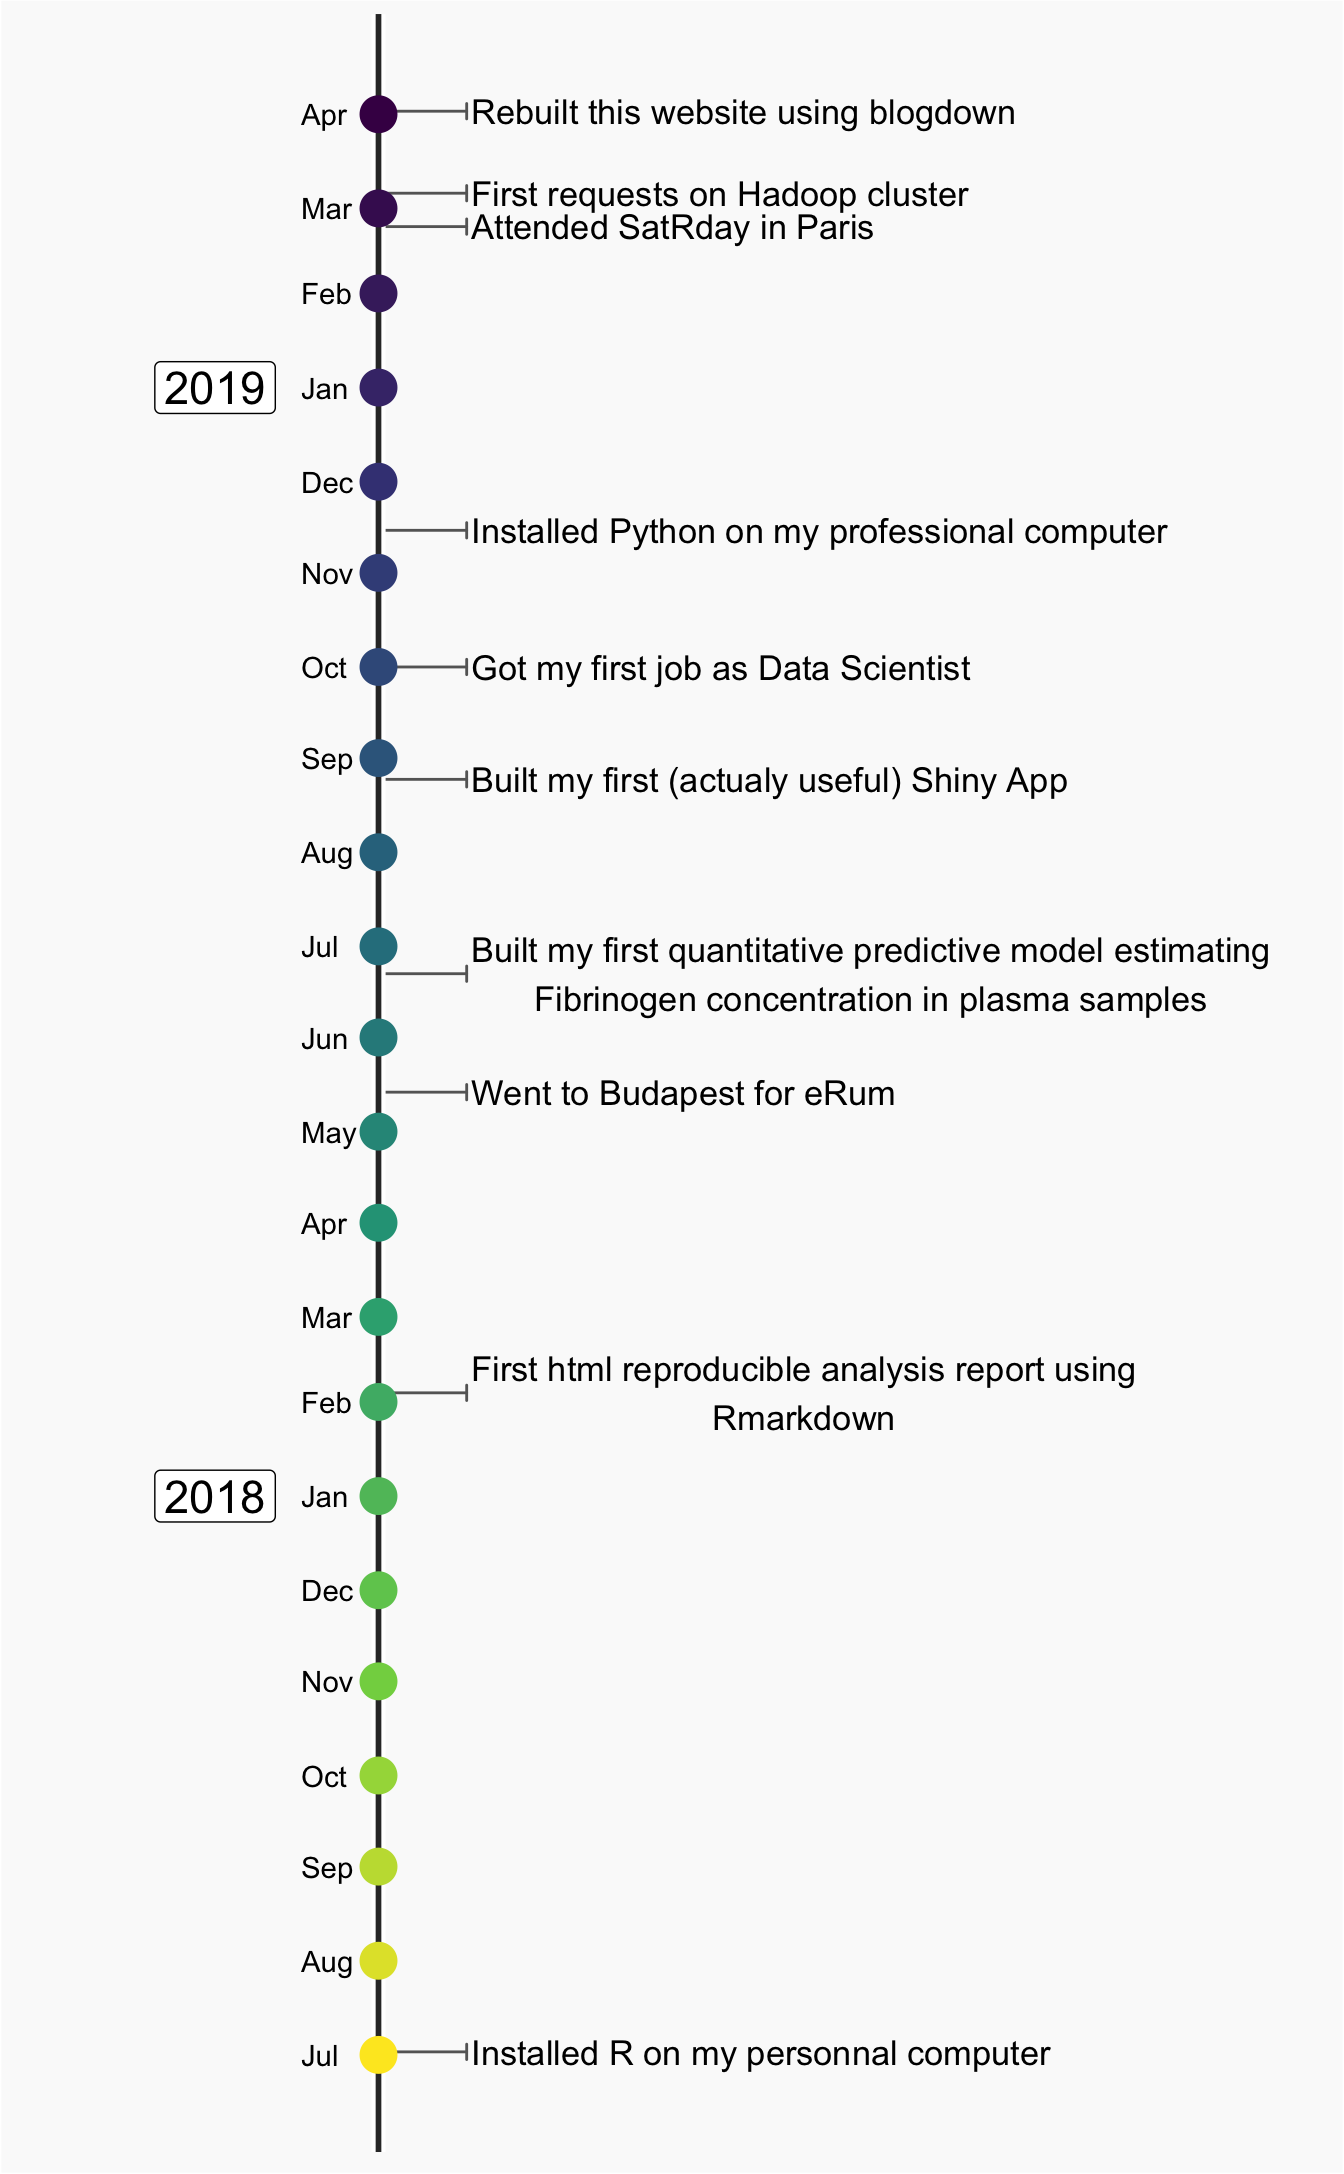 Apr
Rebuilt this website using blogdown
First requests on Hadoop cluster
Mar
Attended SatRday in Paris
Feb
2019
Jan
Dec
Installed Python on my professional computer
Nov
Oct
Got my first job as Data Scientist
Sep
Built my first (actualy useful) Shiny App
Aug
Jul
Built my first quantitative predictive model estimating
Fibrinogen concentration in plasma samples
Jun
Went to Budapest for eRum
May
Apr
Mar
First html reproducible analysis report using
Rmarkdown
Feb
2018
Jan
Dec
Nov
Oct
Sep
Aug
Jul
Installed R on my personnal computer